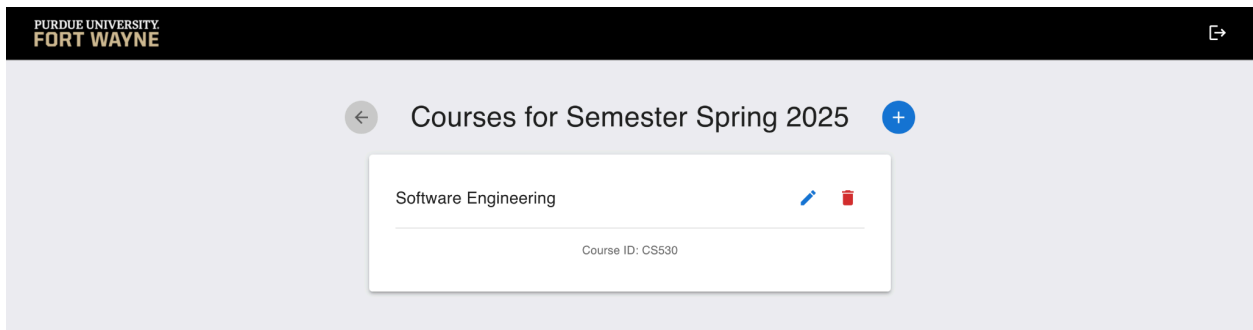 PURDUE UNIVERSITY.
FORT WAYNE
Courses for Semester Spring 2025
Software Engineering
Course ID: CS530